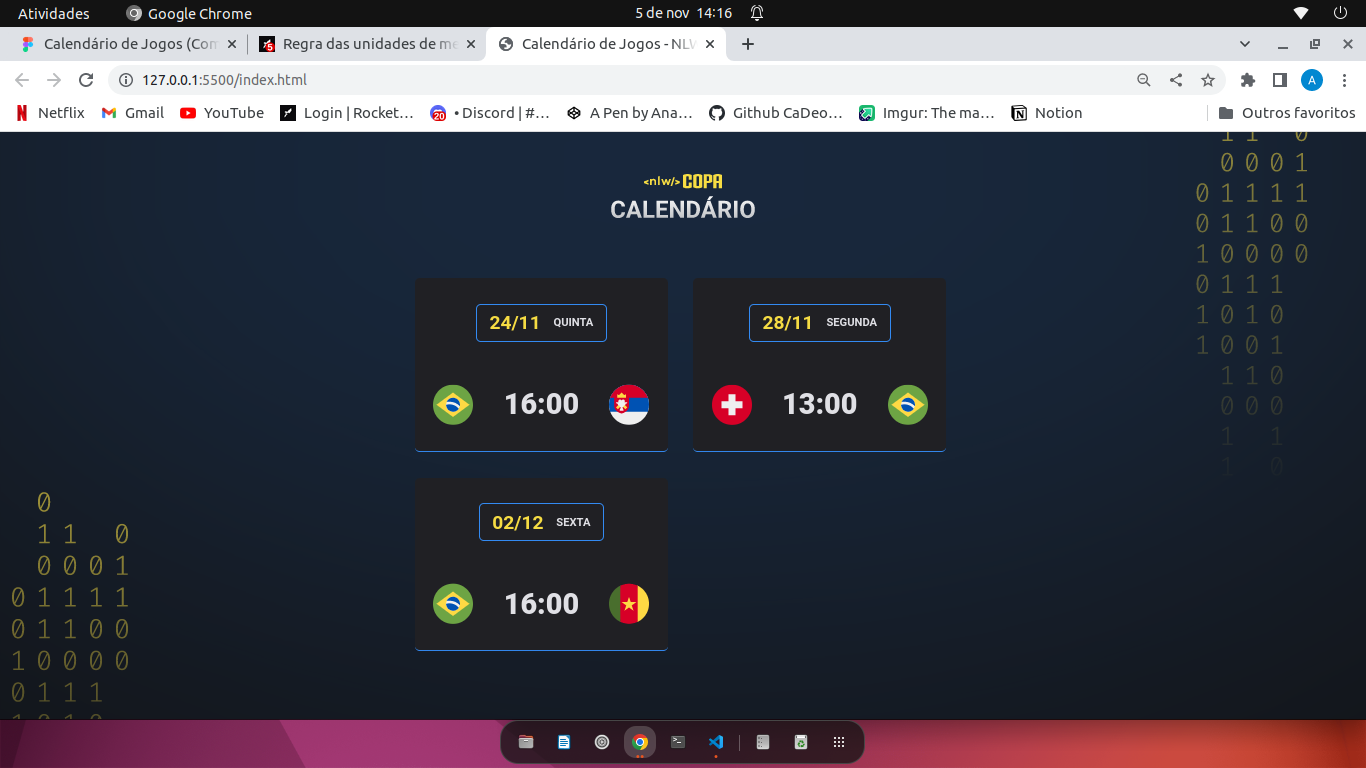 Atividades Google Chrome 5 de nov 14:16
Calendário de Jogos (Con Regra das unidades de me Calendário de Jogos - NLW
127.0.0.1:5500/index.html A
Netflix Gmail YouTube Login | Rocket… 20 • Discord | #… A Pen by Ana… Github CaDeo… Imgur: The ma… Notion Outros favoritos
<nlw/> COPA
CALENDÁRIO
24/11 QUINTA 28/11 SEGUNDA
16:00 13:00
02/12 SEXTA
16:00
1 1 0
0 0 0 1
0 1 1 1 1
0 1 1 0 0
1 0 0 0 0
0 1 1 1
1 0 1 0
1 0 0 1
1 1 0
0 0 0
1 1
1 0
0
1 1 0
0 0 0 1
0 1 1 1 1
0 1 1 0 0
1 0 0 0 0
0 1 1 1
1 0 1 0